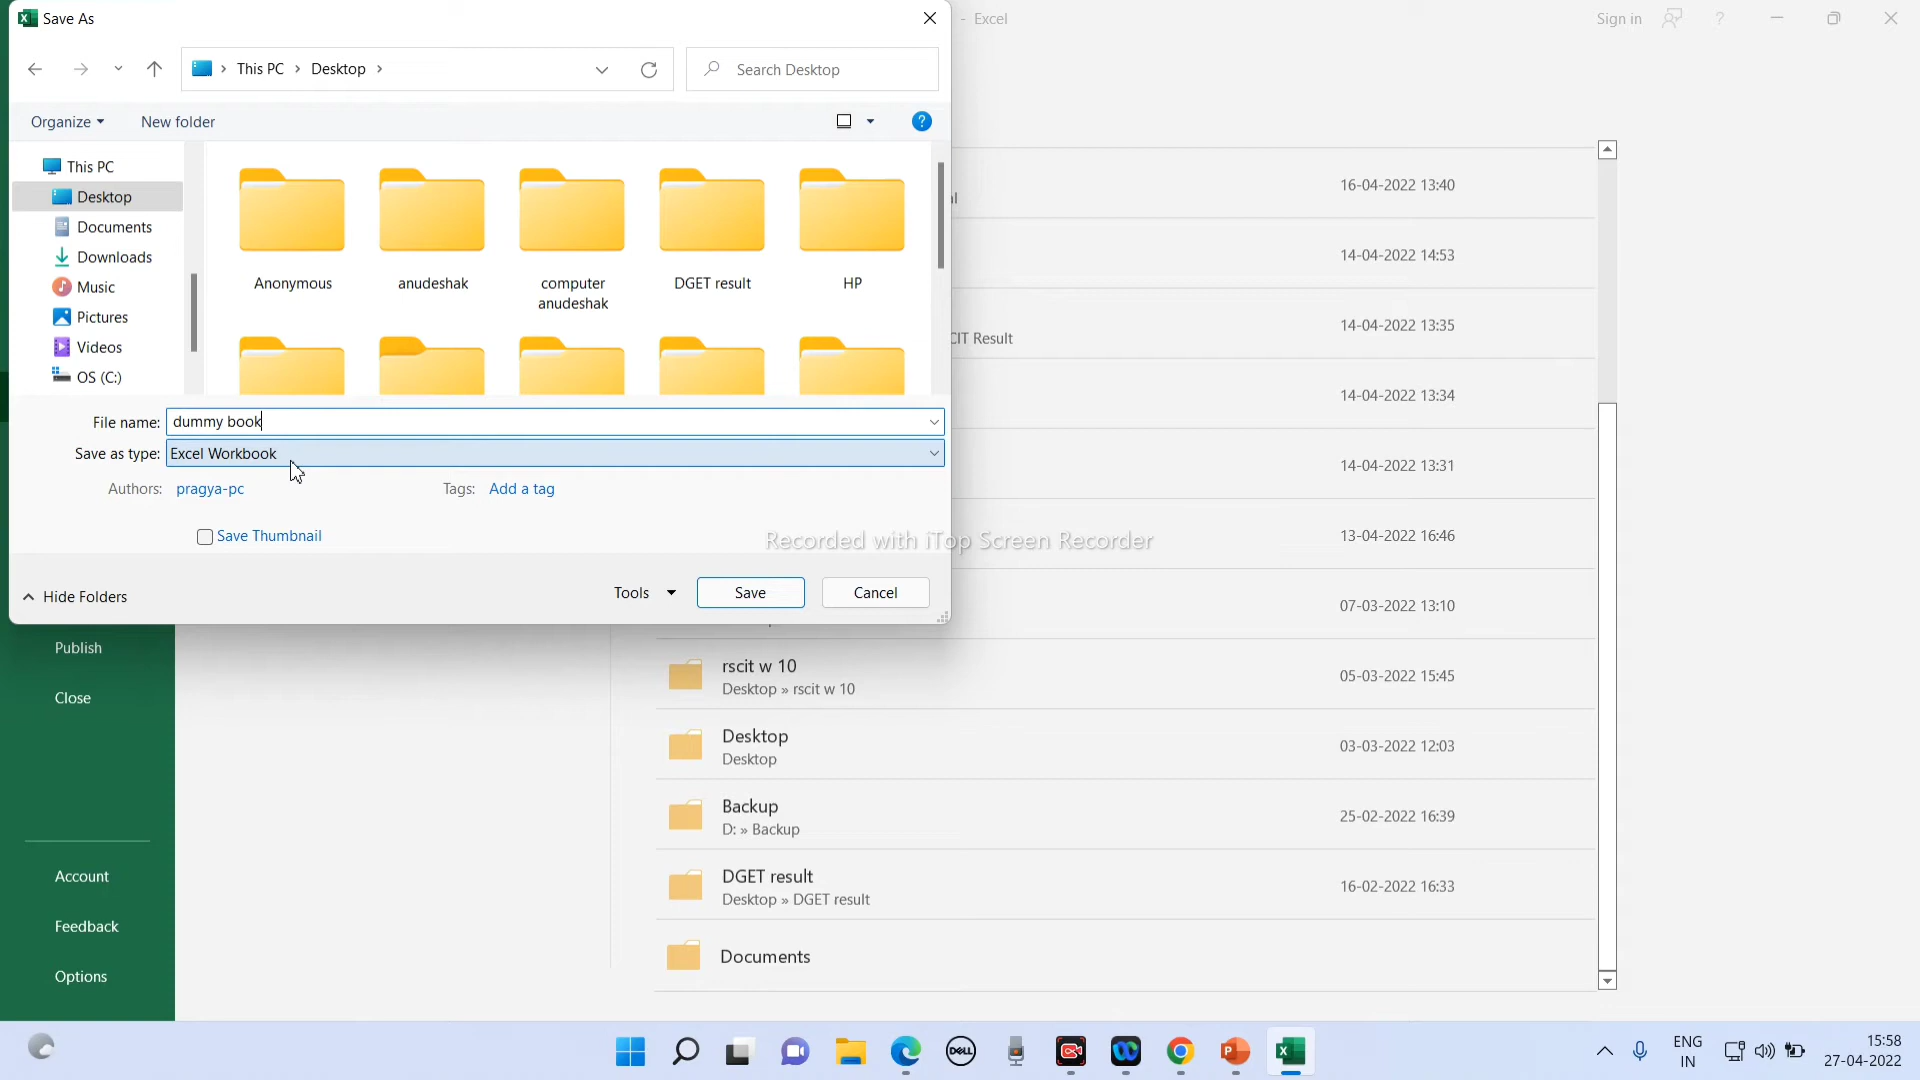 Save As
- Excel
Sign in
?
This PC > Desktop >
Search Desktop
Organize
New folder
?
This PC
Desktop
Documents
Downloads
Music
Pictures
Videos
OS (C:)
Anonymous
anudeshak
computer
anudeshak
DGET result
HP
File name: dummy book
Save as type: Excel Workbook
Authors: pragya-pc
Tags: Add a tag
Save Thumbnail
Recorded with iTop Screen Recorder
Hide Folders
Tools
Save
Cancel
16-04-2022 13:40
14-04-2022 14:53
14-04-2022 13:35
CIT Result
14-04-2022 13:34
14-04-2022 13:31
13-04-2022 16:46
07-03-2022 13:10
rscit w 10
Desktop » rscit w 10
05-03-2022 15:45
Desktop
Desktop
03-03-2022 12:03
Backup
D: » Backup
25-02-2022 16:39
DGET result
Desktop » DGET result
16-02-2022 16:33
Documents
Publish
Close
Account
Feedback
Options
DELL
ENG
IN
15:58
27-04-2022